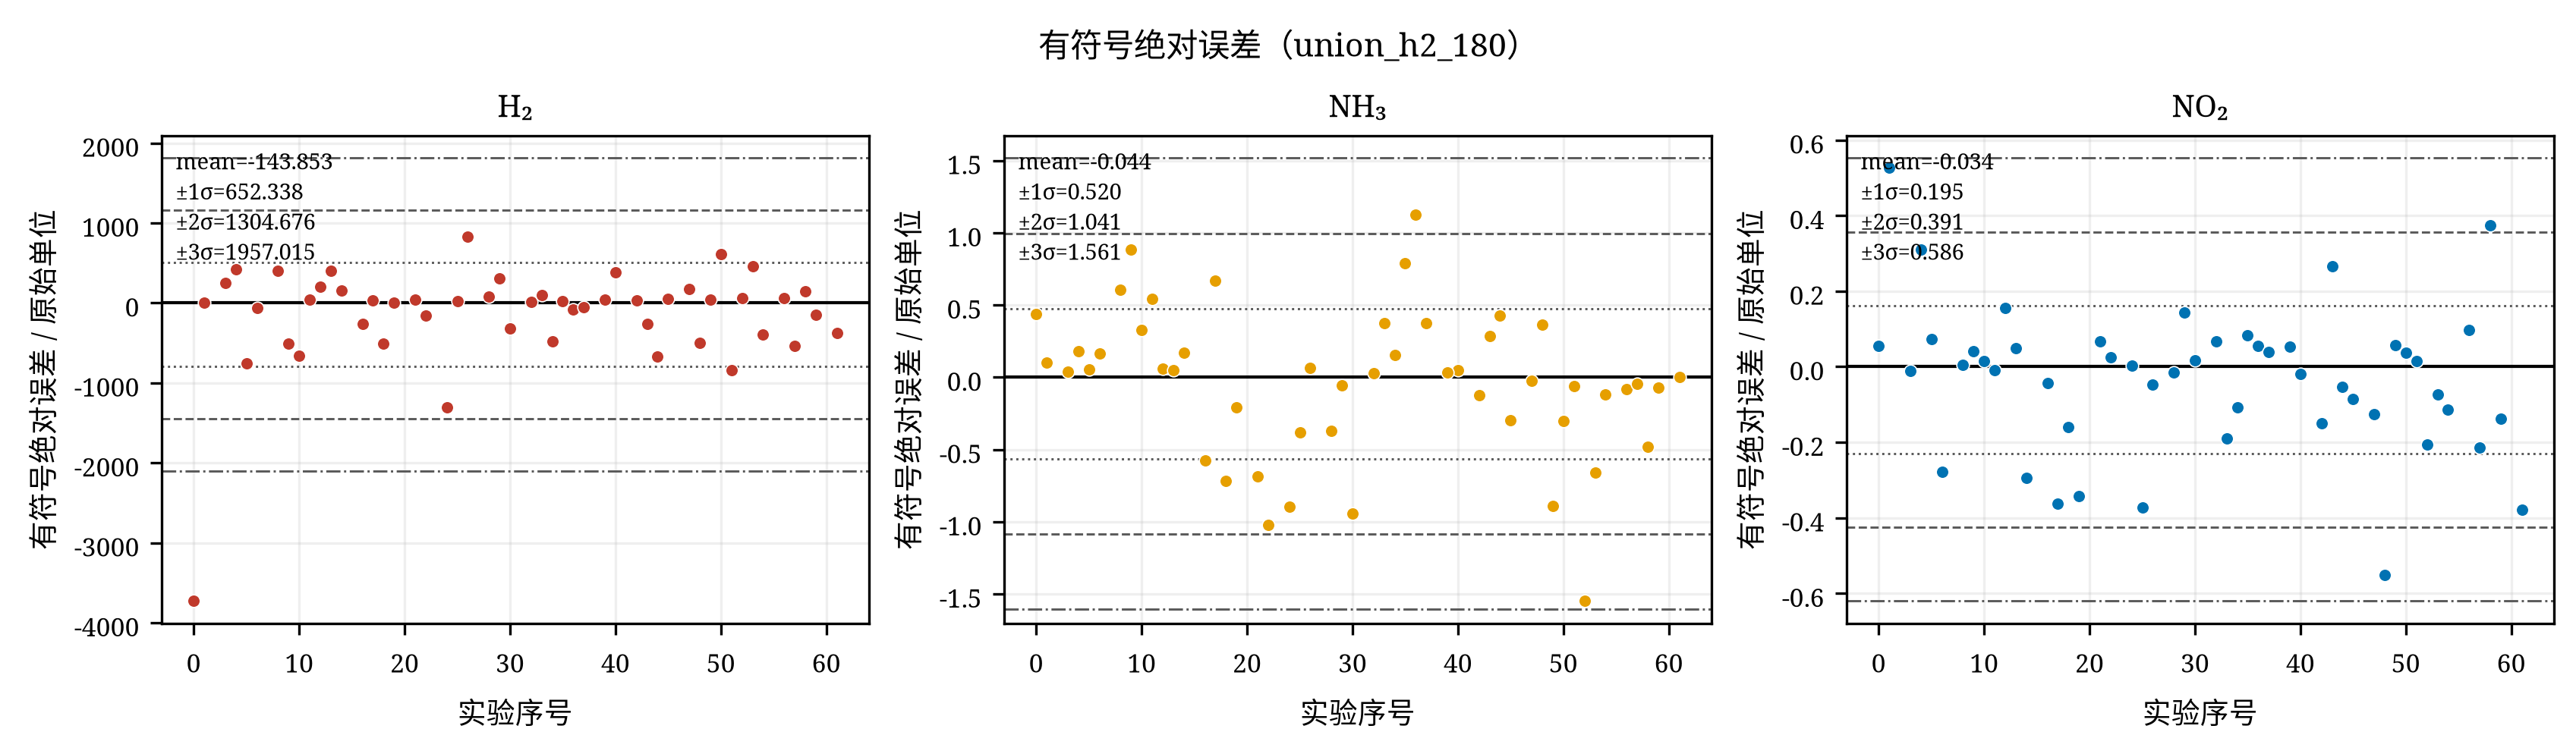 有符号绝对误差（union_h2_180）
H₂
有符号绝对误差 / 原始单位
2000
1000
0
-1000
-2000
-3000
-4000
mean=-143.853
±1σ=652.338
±2σ=1304.676
±3σ=1957.015
0 10 20 30 40 50 60
实验序号
NH₃
有符号绝对误差 / 原始单位
1.5
1.0
0.5
0.0
-0.5
-1.0
-1.5
mean=-0.044
±1σ=0.520
±2σ=1.041
±3σ=1.561
0 10 20 30 40 50 60
实验序号
NO₂
有符号绝对误差 / 原始单位
0.6
0.4
0.2
0.0
-0.2
-0.4
-0.6
mean=-0.034
±1σ=0.195
±2σ=0.391
±3σ=0.586
0 10 20 30 40 50 60
实验序号